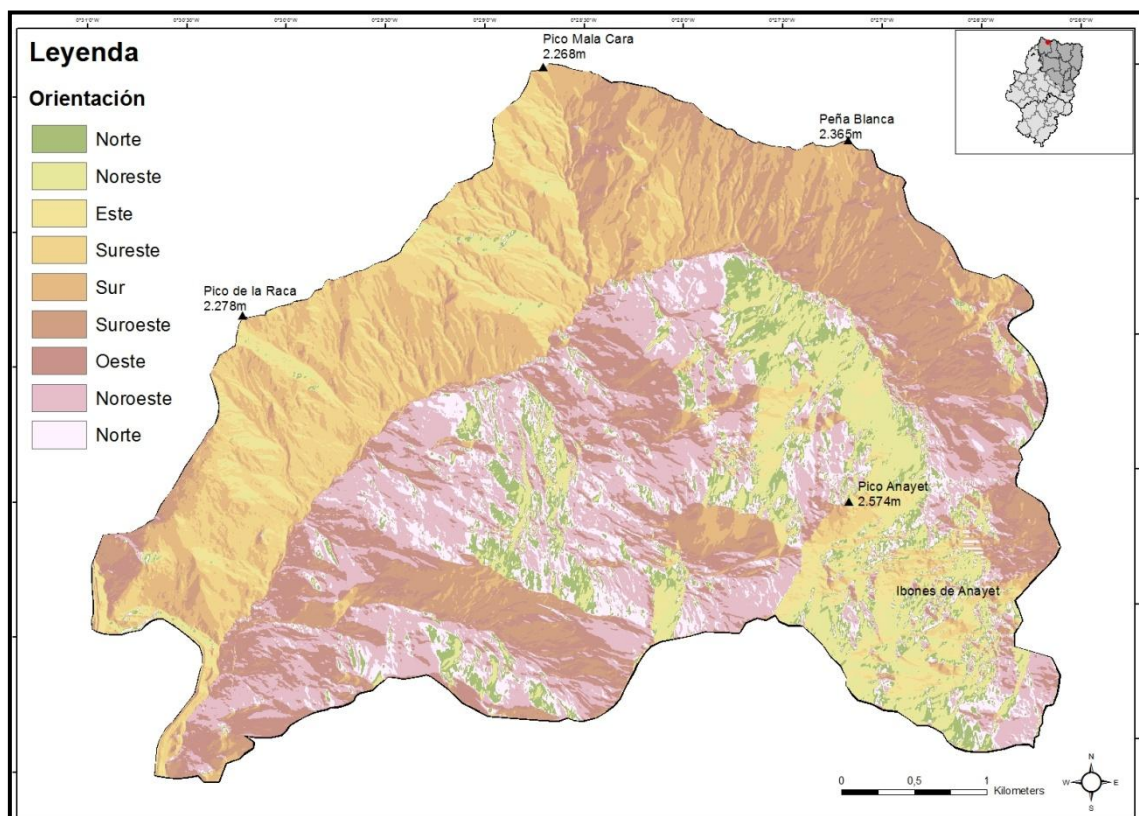 Leyenda
Orientación
Norte
Noreste
Este
Sureste
Sur
Suroeste
Oeste
Noroeste
Norte
Pico Mala Cara
2.268m
Peña Blanca
2.365m
Pico de la Raca
2.278m
Pico Anayet
2.574m
Ibones de Anayet
0 0,5 1
Kilometers
N
W E
S